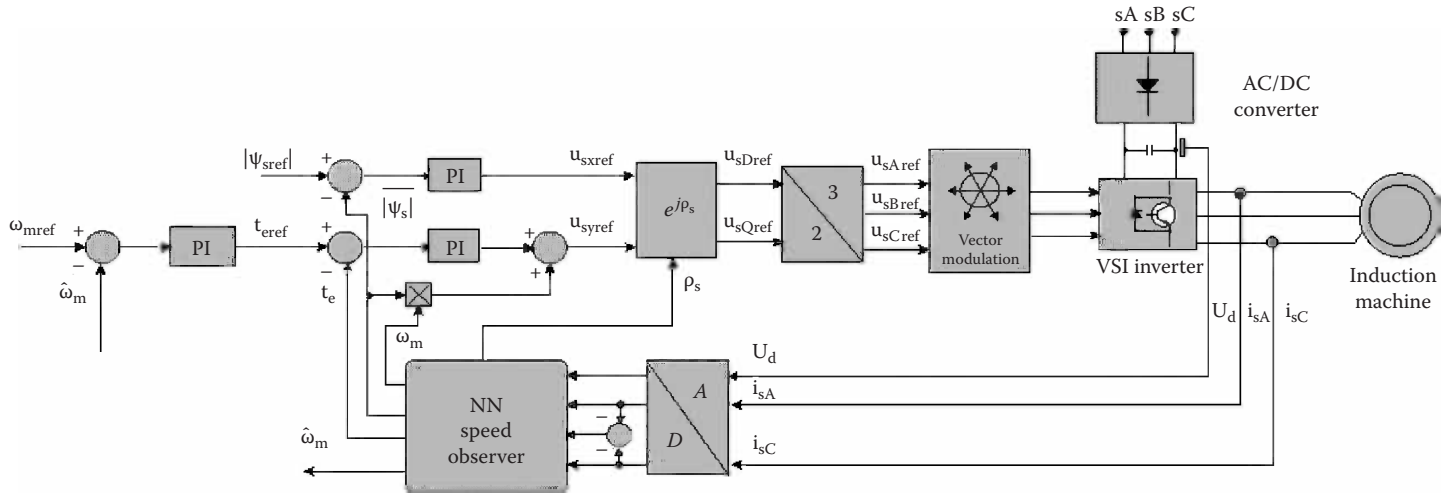 sA sB sC
AC/DC
converter
|ψsref|
+
−
PI
|ψs|
usxref
ejρs
usDref
3
2
usAref
usBref
usCref
Vector
modulation
VSI inverter
Induction
machine
ωmref
+
−
ω̂m
PI
teref
+
−
te
PI
+
+
usyref
usQref
ρs
ωm
Ud isA isC
NN
speed
observer
ω̂m
−
−
A
D
Ud
isA
isC